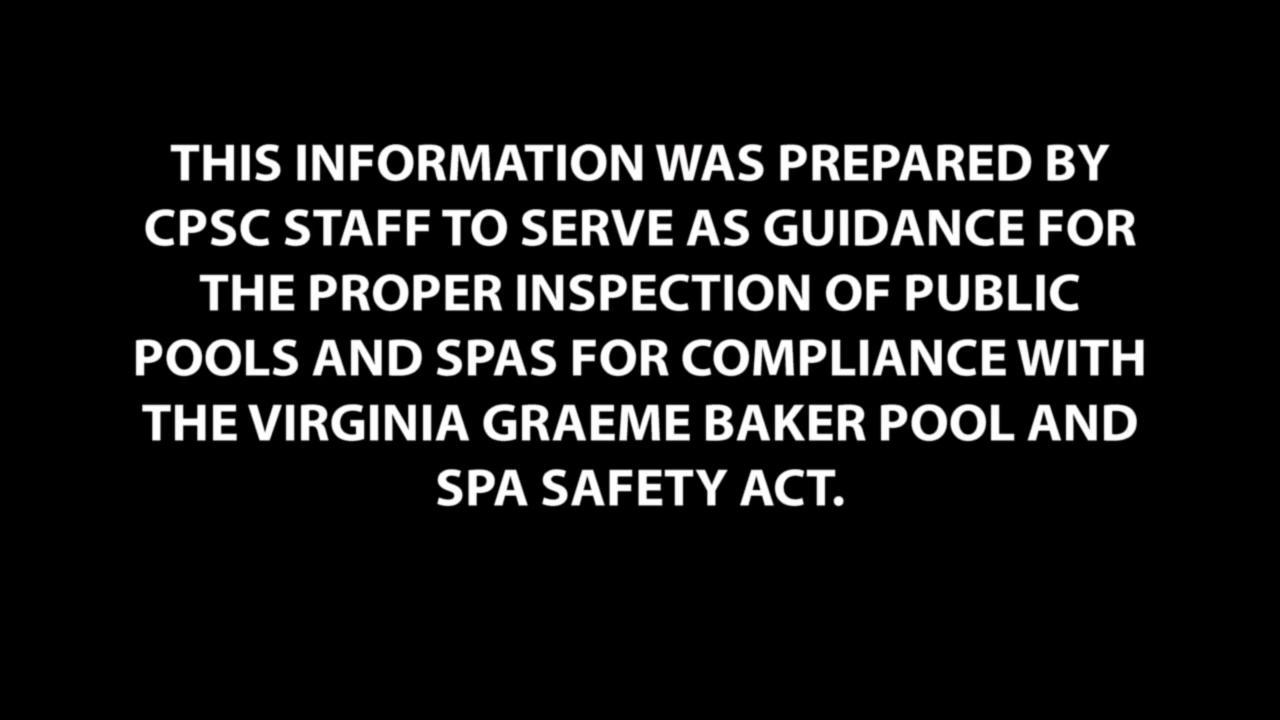 THIS INFORMATION WAS PREPARED BY
CPSC STAFF TO SERVE AS GUIDANCE FOR
THE PROPER INSPECTION OF PUBLIC
POOLS AND SPAS FOR COMPLIANCE WITH
THE VIRGINIA GRAEME BAKER POOL AND
SPA SAFETY ACT.